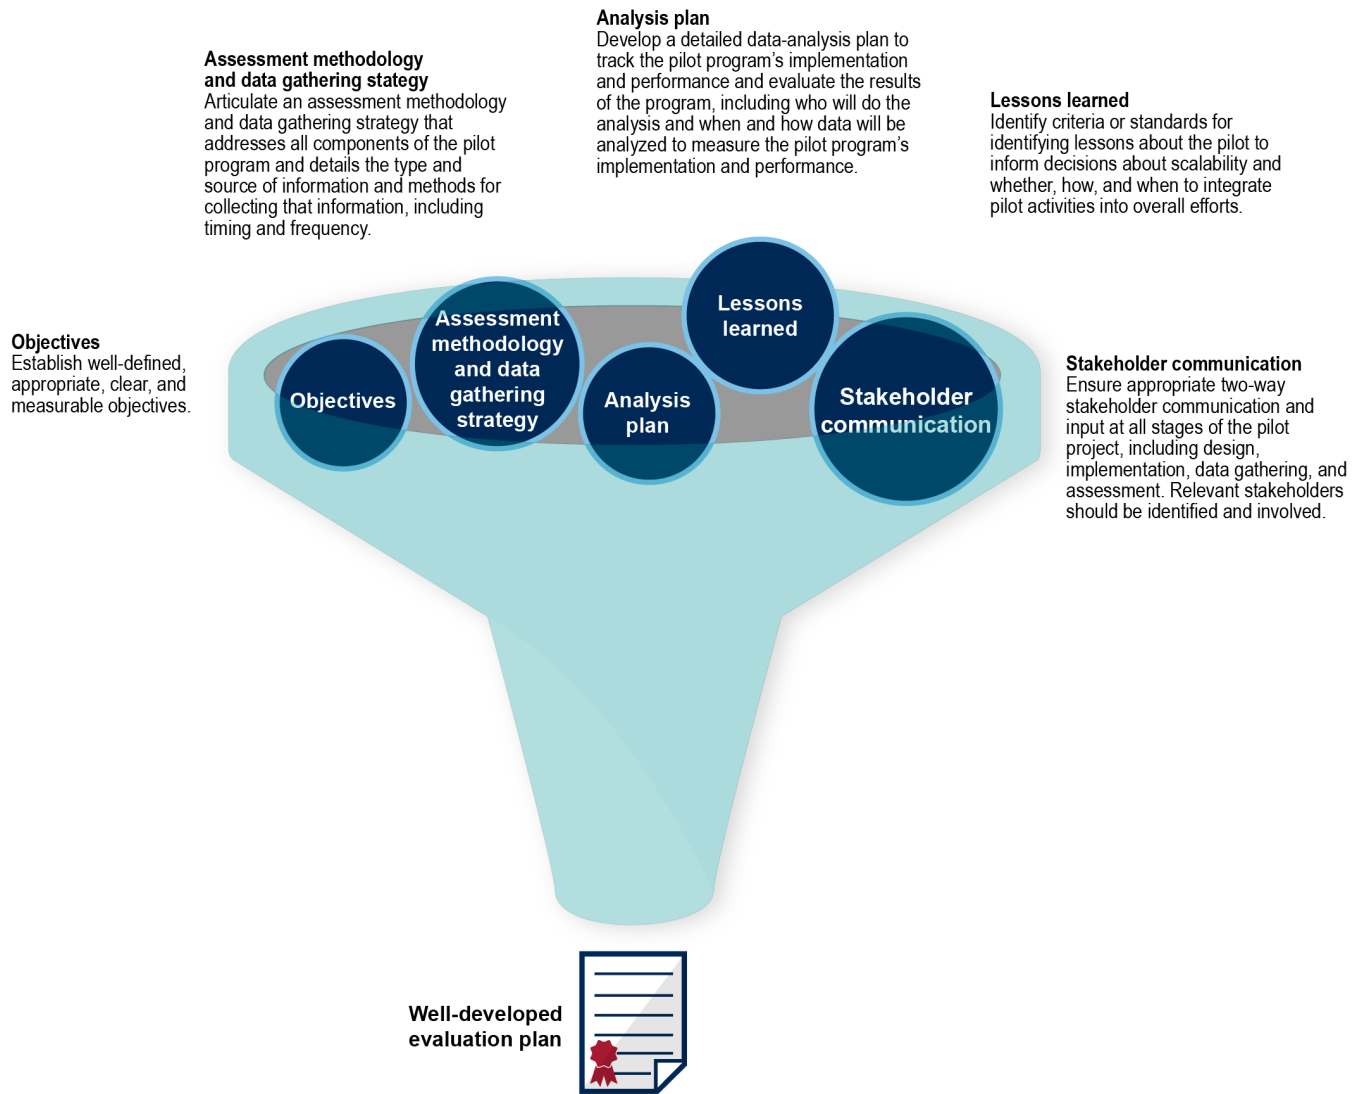 Analysis plan
Develop a detailed data-analysis plan to
track the pilot program’s implementation
and performance and evaluate the results
of the program, including who will do the
analysis and when and how data will be
analyzed to measure the pilot program’s
implementation and performance.
Assessment methodology
and data gathering stategy
Articulate an assessment methodology
and data gathering strategy that
addresses all components of the pilot
program and details the type and
source of information and methods for
collecting that information, including
timing and frequency.
Lessons learned
Identify criteria or standards for
identifying lessons about the pilot to
inform decisions about scalability and
whether, how, and when to integrate
pilot activities into overall efforts.
Objectives
Establish well-defined,
appropriate, clear, and
measurable objectives.
Stakeholder communication
Ensure appropriate two-way
stakeholder communication and
input at all stages of the pilot
project, including design,
implementation, data gathering, and
assessment. Relevant stakeholders
should be identified and involved.
Objectives
Assessment
methodology
and data
gathering
strategy
Analysis
plan
Lessons
learned
Stakeholder
communication
Well-developed
evaluation plan